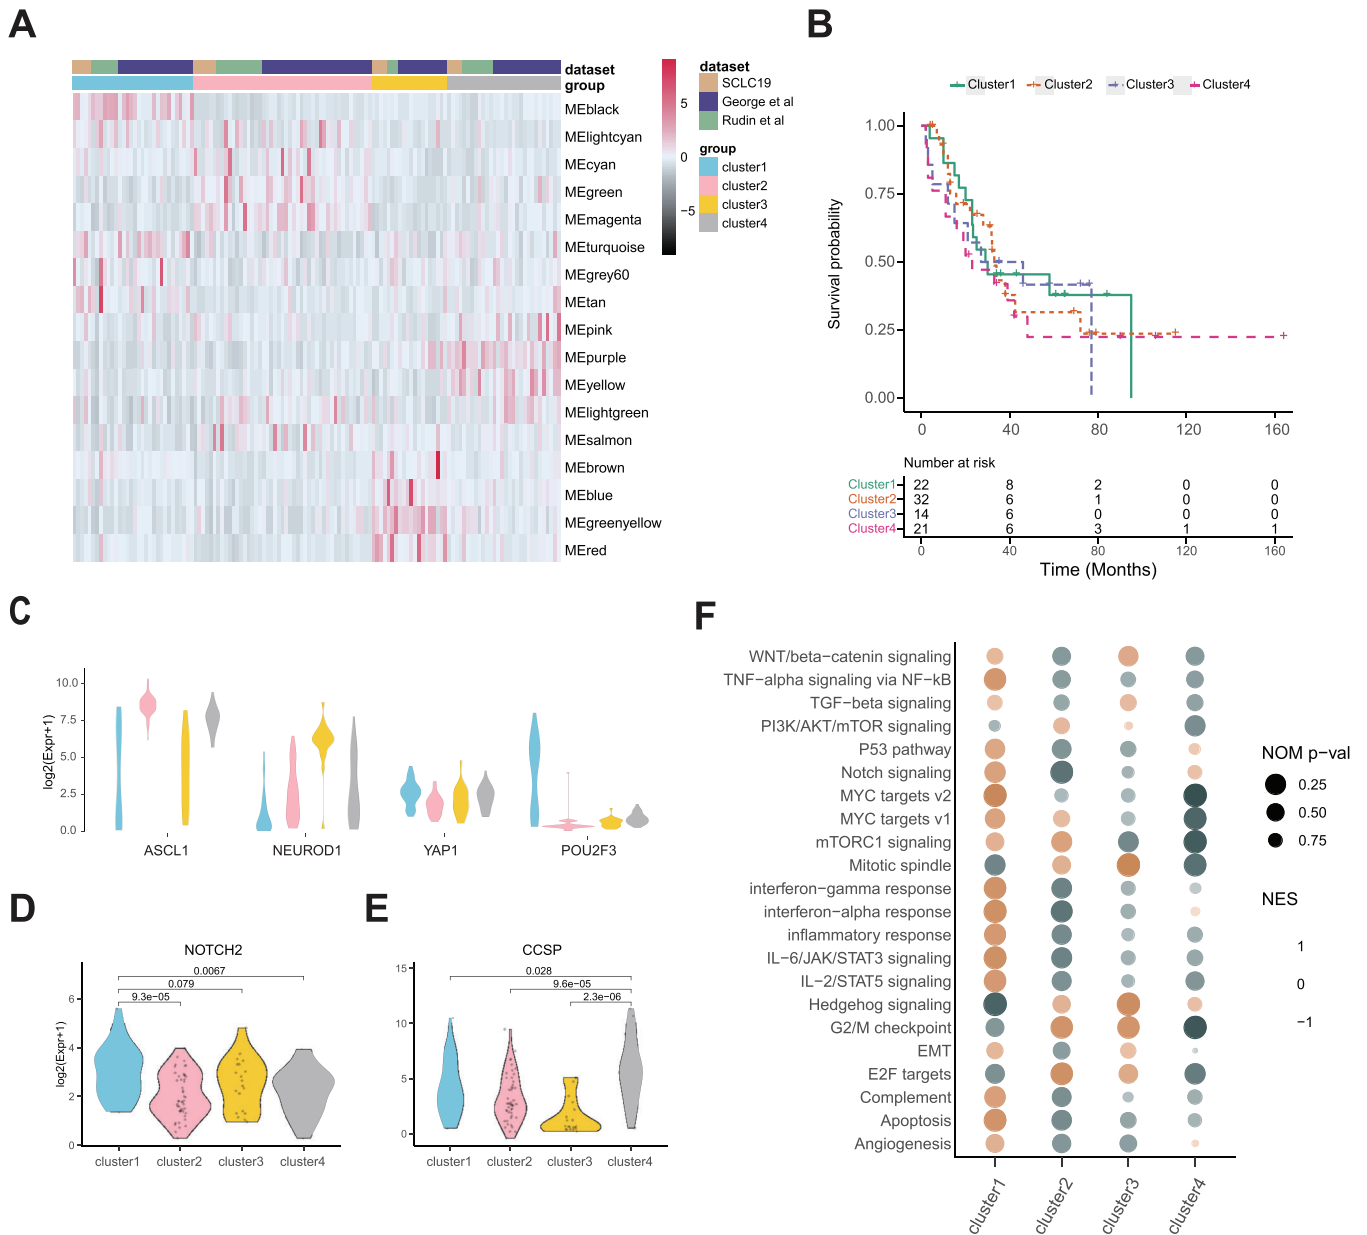 A
dataset
group
MEblack
MElightcyan
MEcyan
MEgreen
MEmagenta
MEturquoise
MEgrey60
MEtan
MEpink
MEpurple
MEyellow
MElightgreen
MEsalmon
MEbrown
MEblue
MEgreenyellow
MEred
5
0
−5
dataset
SCLC19
George et al
Rudin et al
group
cluster1
cluster2
cluster3
cluster4
B
Cluster1 Cluster2 Cluster3 Cluster4
Survival probability
1.00
0.75
0.50
0.25
0.00
0 40 80 120 160
Number at risk
Cluster1 22 8 2 0 0
Cluster2 32 6 1 0 0
Cluster3 14 6 0 0 0
Cluster4 21 6 3 1 1
0 40 80 120 160
Time (Months)
C
log2(Expr+1)
10.0
7.5
5.0
2.5
0.0
ASCL1 NEUROD1 YAP1 POU2F3
D
NOTCH2
log2(Expr+1)
6
4
2
0
0.0067
0.079
9.3e−05
cluster1 cluster2 cluster3 cluster4
E
CCSP
15
10
5
0
0.028
9.6e−05
2.3e−06
cluster1 cluster2 cluster3 cluster4
F
WNT/beta−catenin signaling
TNF−alpha signaling via NF−kB
TGF−beta signaling
PI3K/AKT/mTOR signaling
P53 pathway
Notch signaling
MYC targets v2
MYC targets v1
mTORC1 signaling
Mitotic spindle
interferon−gamma response
interferon−alpha response
inflammatory response
IL−6/JAK/STAT3 signaling
IL−2/STAT5 signaling
Hedgehog signaling
G2/M checkpoint
EMT
E2F targets
Complement
Apoptosis
Angiogenesis
cluster1 cluster2 cluster3 cluster4
NOM p−val
0.25
0.50
0.75
NES
1
0
−1